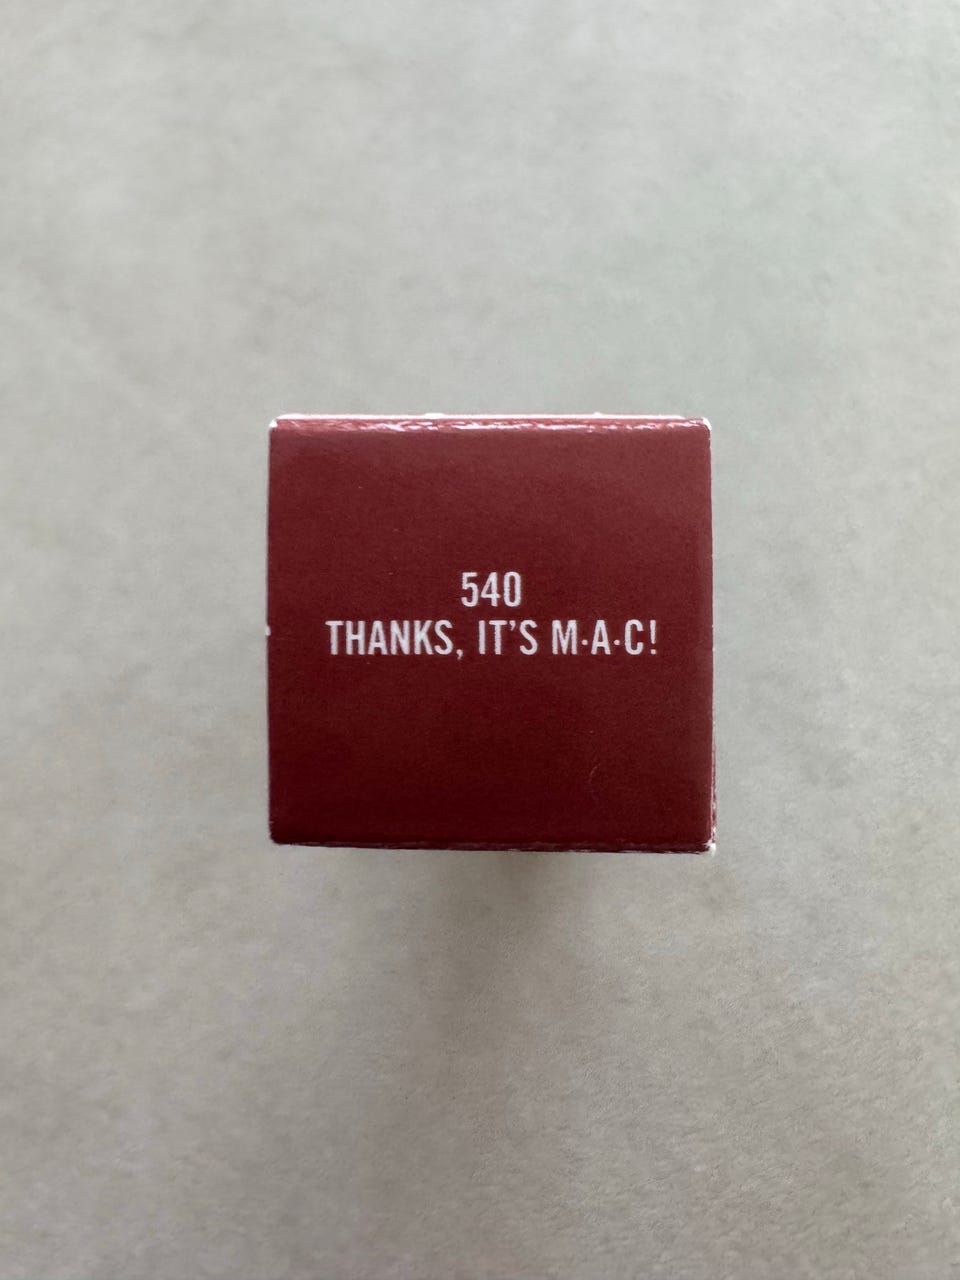 540
THANKS, IT'S M·A·C!